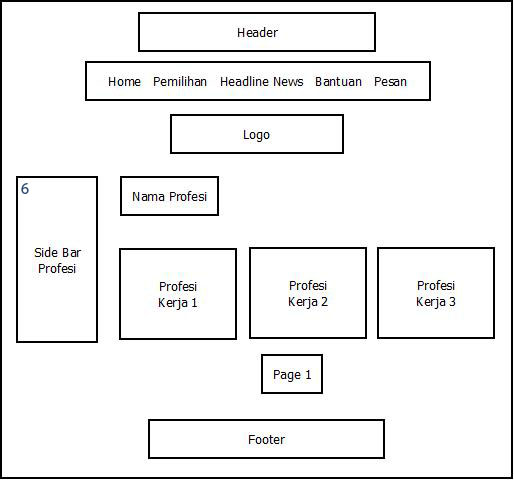 Header
Home Pemilihan Headline News Bantuan Pesan
Logo
6
Side Bar
Profesi
Nama Profesi
Profesi
Kerja 1
Profesi
Kerja 2
Profesi
Kerja 3
Page 1
Footer